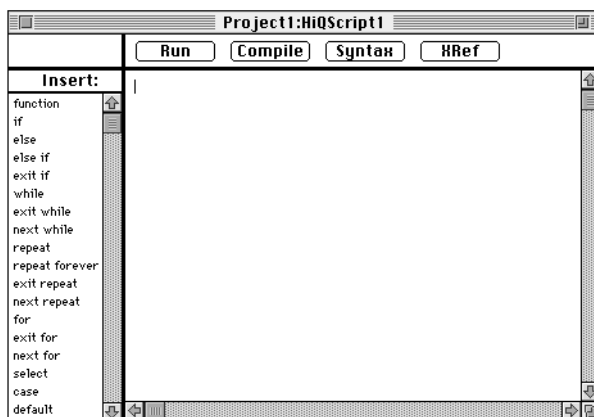 Project1:HiQScript1
Run Compile Syntax XRef
Insert:
function
if
else
else if
exit if
while
exit while
next while
repeat
repeat forever
exit repeat
next repeat
for
exit for
next for
select
case
default